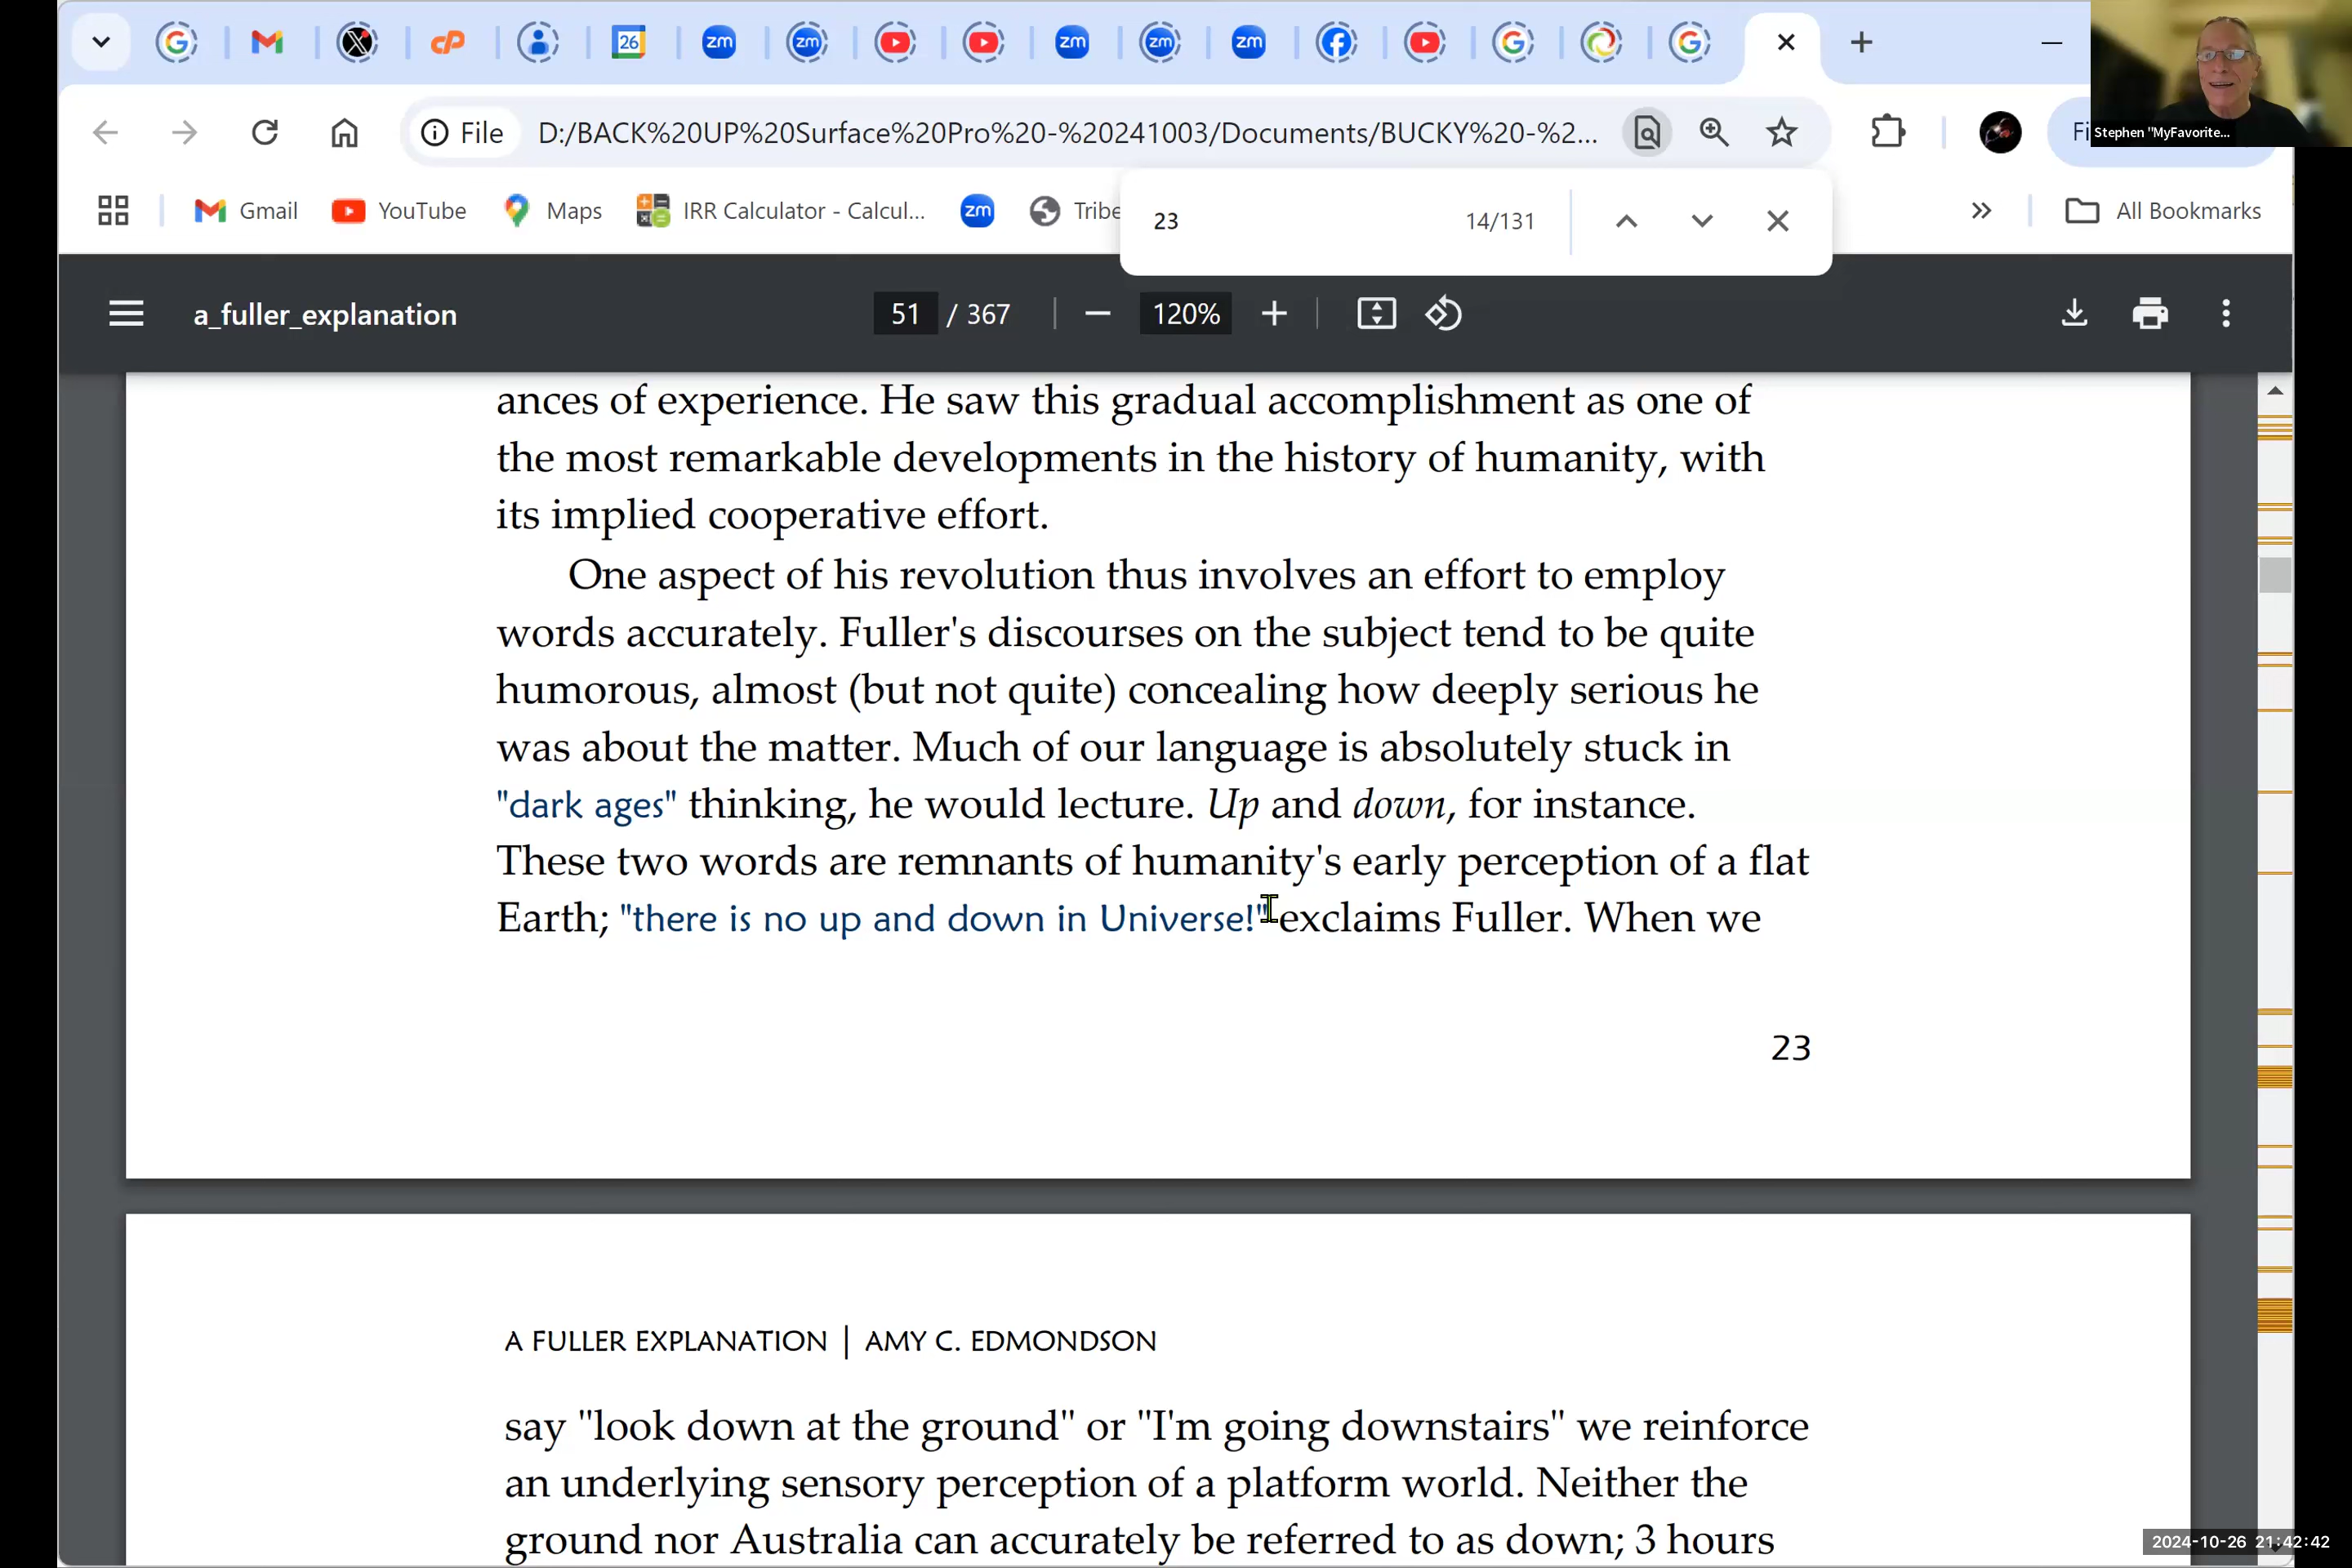 26
zm
zm
zm
zm
zm
File
D:/BACK%20UP%20Surface%20Pro%20-%20241003/Documents/BUCKY%20-%2...
Fi
Stephen "MyFavorite...
Gmail
YouTube
Maps
IRR Calculator - Calcul...
zm
Tribe
23
14/131
All Bookmarks
a_fuller_explanation
51 / 367
120%
ances of experience. He saw this gradual accomplishment as one of
the most remarkable developments in the history of humanity, with
its implied cooperative effort.
One aspect of his revolution thus involves an effort to employ
words accurately. Fuller's discourses on the subject tend to be quite
humorous, almost (but not quite) concealing how deeply serious he
was about the matter. Much of our language is absolutely stuck in
"dark ages" thinking, he would lecture. Up and down, for instance.
These two words are remnants of humanity's early perception of a flat
Earth; "there is no up and down in Universe!" exclaims Fuller. When we
23
A FULLER EXPLANATION | AMY C. EDMONDSON
say "look down at the ground" or "I'm going downstairs" we reinforce
an underlying sensory perception of a platform world. Neither the
ground nor Australia can accurately be referred to as down; 3 hours
2024-10-26 21:42:42